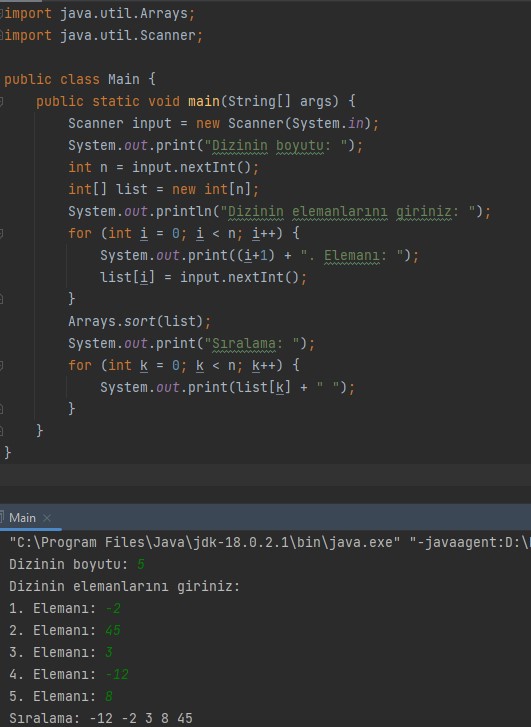 import java.util.Arrays;
import java.util.Scanner;
public class Main {
public static void main(String[] args) {
Scanner input = new Scanner(System.in);
System.out.print("Dizinin boyutu: ");
int n = input.nextInt();
int[] list = new int[n];
System.out.println("Dizinin elemanlarını giriniz: ");
for (int i = 0; i < n; i++) {
System.out.print((i+1) + ". Elemanı: ");
list[i] = input.nextInt();
}
Arrays.sort(list);
System.out.print("Sıralama: ");
for (int k = 0; k < n; k++) {
System.out.print(list[k] + " ");
}
}
}
Main ×
"C:\Program Files\Java\jdk-18.0.2.1\bin\java.exe" "-javaagent:D:\
Dizinin boyutu: 5
Dizinin elemanlarını giriniz:
1. Elemanı: -2
2. Elemanı: 45
3. Elemanı: 3
4. Elemanı: -12
5. Elemanı: 8
Sıralama: -12 -2 3 8 45